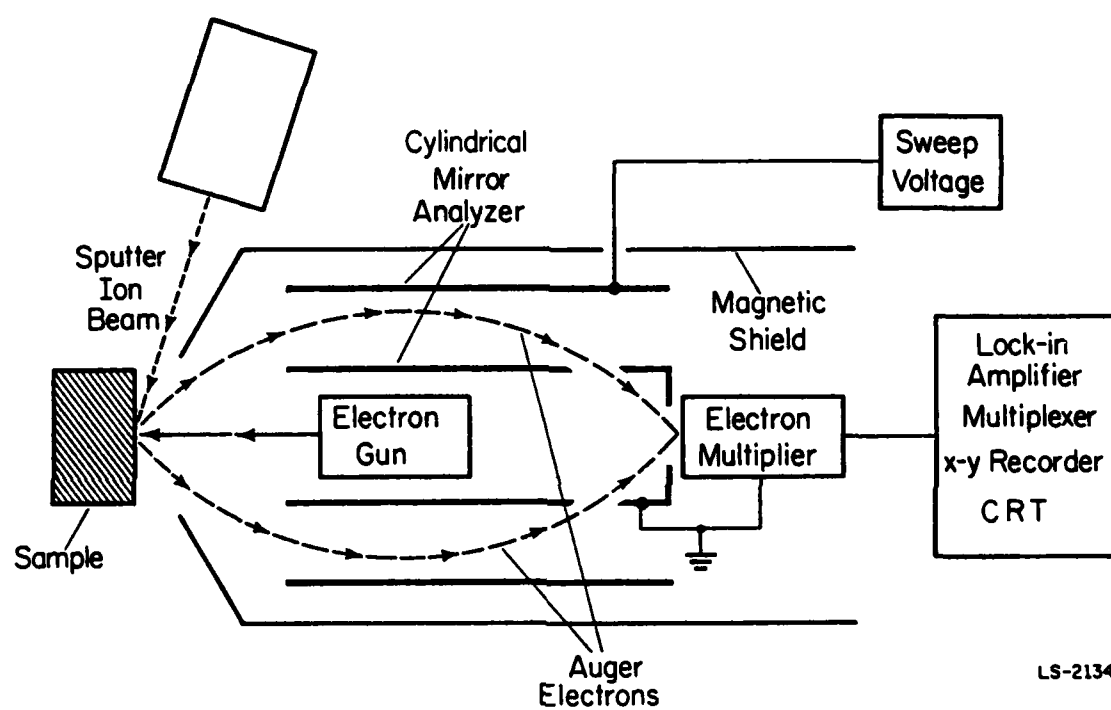 Cylindrical
Mirror
Analyzer
Sweep
Voltage
Sputter
Ion
Beam
Magnetic
Shield
Lock-in
Amplifier
Multiplexer
x-y Recorder
CRT
Electron
Gun
Electron
Multiplier
Sample
Auger
Electrons
LS-2134